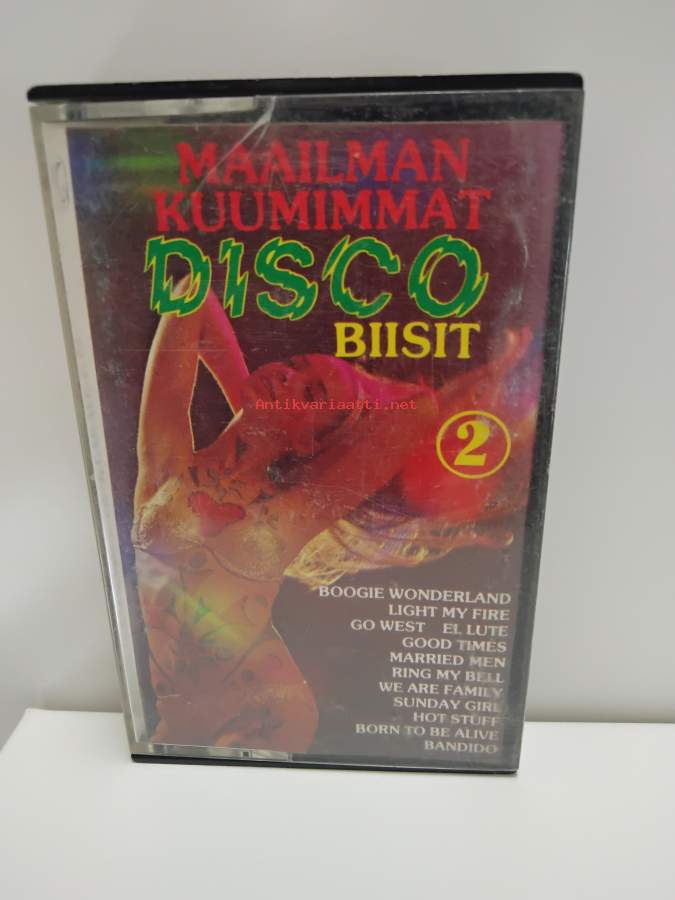 MAAILMAN
KUUMIMMAT
DISCO
BIISIT
Antikvariaatti.net
2
BOOGIE WONDERLAND
LIGHT MY FIRE
GO WEST EL LUTE
GOOD TIMES
MARRIED MEN
RING MY BELL
WE ARE FAMILY
SUNDAY GIRL
HOT STUFF
BORN TO BE ALIVE
BANDIDO